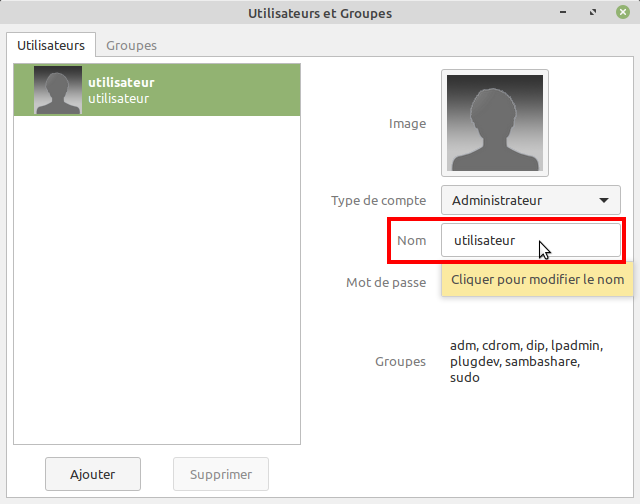 Utilisateurs et Groupes
Utilisateurs
Groupes
utilisateur
utilisateur
Image
Type de compte
Administrateur
Nom
utilisateur
Mot de passe
Cliquer pour modifier le nom
Groupes
adm, cdrom, dip, lpadmin,
plugdev, sambashare,
sudo
Ajouter
Supprimer